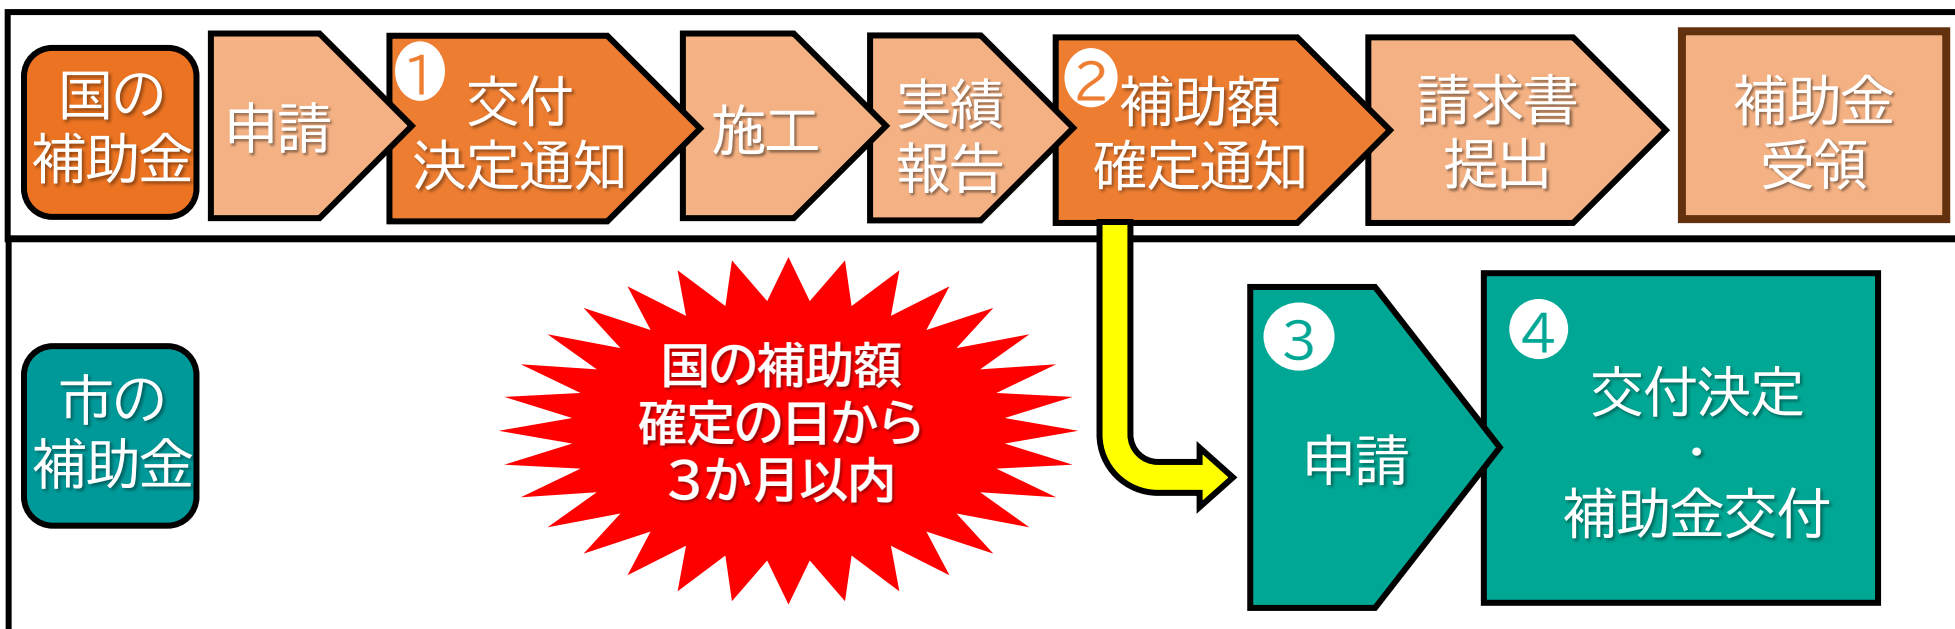 国の
補助金
申請
①
交付
決定通知
施工
実績
報告
②
補助額
確定通知
請求書
提出
補助金
受領
市の
補助金
国の補助額
確定の日から
3か月以内
③
申請
④
交付決定
・
補助金交付